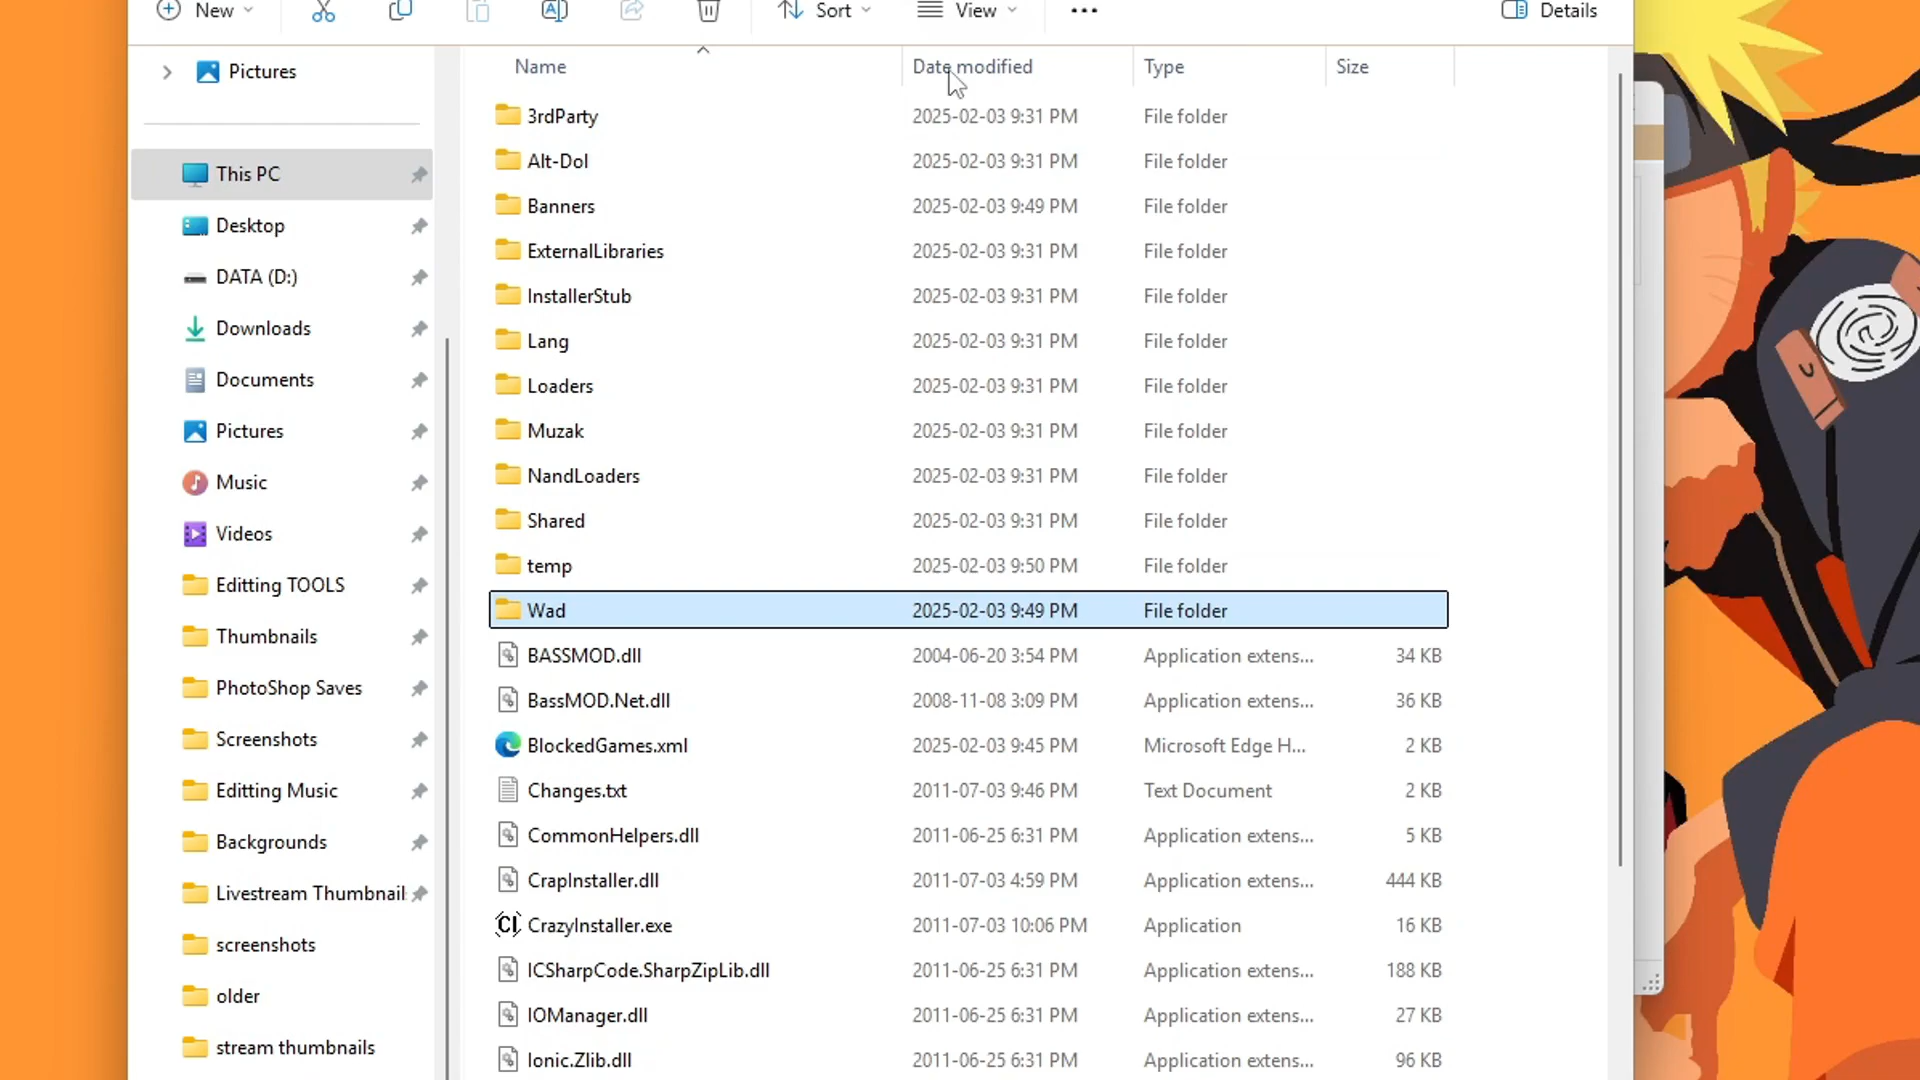 New Sort View Details
Pictures
This PC
Desktop
DATA (D:)
Downloads
Documents
Pictures
Music
Videos
Editting TOOLS
Thumbnails
PhotoShop Saves
Screenshots
Editting Music
Backgrounds
Livestream Thumbnail
screenshots
older
stream thumbnails
Name Date modified Type Size
3rdParty 2025-02-03 9:31 PM File folder
Alt-Dol 2025-02-03 9:31 PM File folder
Banners 2025-02-03 9:49 PM File folder
ExternalLibraries 2025-02-03 9:31 PM File folder
InstallerStub 2025-02-03 9:31 PM File folder
Lang 2025-02-03 9:31 PM File folder
Loaders 2025-02-03 9:31 PM File folder
Muzak 2025-02-03 9:31 PM File folder
NandLoaders 2025-02-03 9:31 PM File folder
Shared 2025-02-03 9:31 PM File folder
temp 2025-02-03 9:50 PM File folder
Wad 2025-02-03 9:49 PM File folder
BASSMOD.dll 2004-06-20 3:54 PM Application extens... 34 KB
BassMOD.Net.dll 2008-11-08 3:09 PM Application extens... 36 KB
BlockedGames.xml 2025-02-03 9:45 PM Microsoft Edge H... 2 KB
Changes.txt 2011-07-03 9:46 PM Text Document 2 KB
CommonHelpers.dll 2011-06-25 6:31 PM Application extens... 5 KB
CrapInstaller.dll 2011-07-03 4:59 PM Application extens... 444 KB
CI CrazyInstaller.exe 2011-07-03 10:06 PM Application 16 KB
ICSharpCode.SharpZipLib.dll 2011-06-25 6:31 PM Application extens... 188 KB
IOManager.dll 2011-06-25 6:31 PM Application extens... 27 KB
Ionic.Zlib.dll 2011-06-25 6:31 PM Application extens... 96 KB